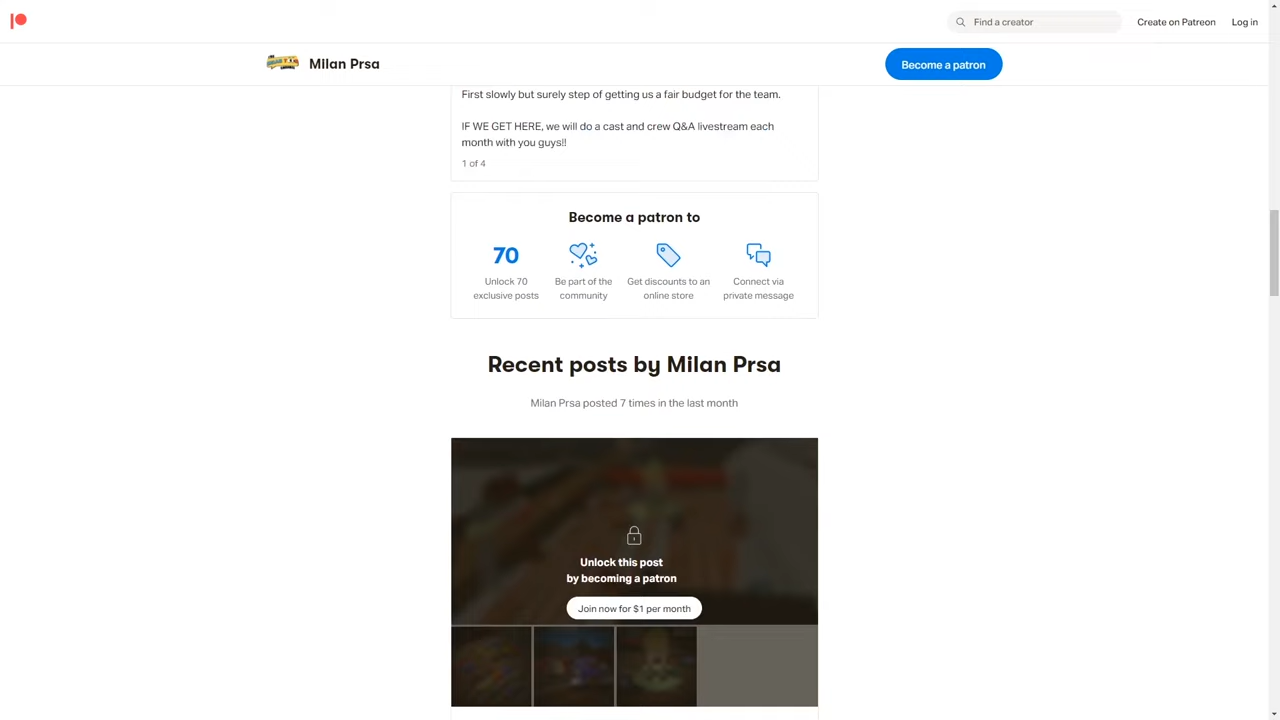 Find a creator
Create on Patreon
Log in
Milan Prsa
Become a patron
First slowly but surely step of getting us a fair budget for the team.
IF WE GET HERE, we will do a cast and crew Q&A livestream each
month with you guys!!
1 of 4
Become a patron to
70
Unlock 70
exclusive posts
Be part of the
community
Get discounts to an
online store
Connect via
private message
Recent posts by Milan Prsa
Milan Prsa posted 7 times in the last month
Unlock this post
by becoming a patron
Join now for $1 per month